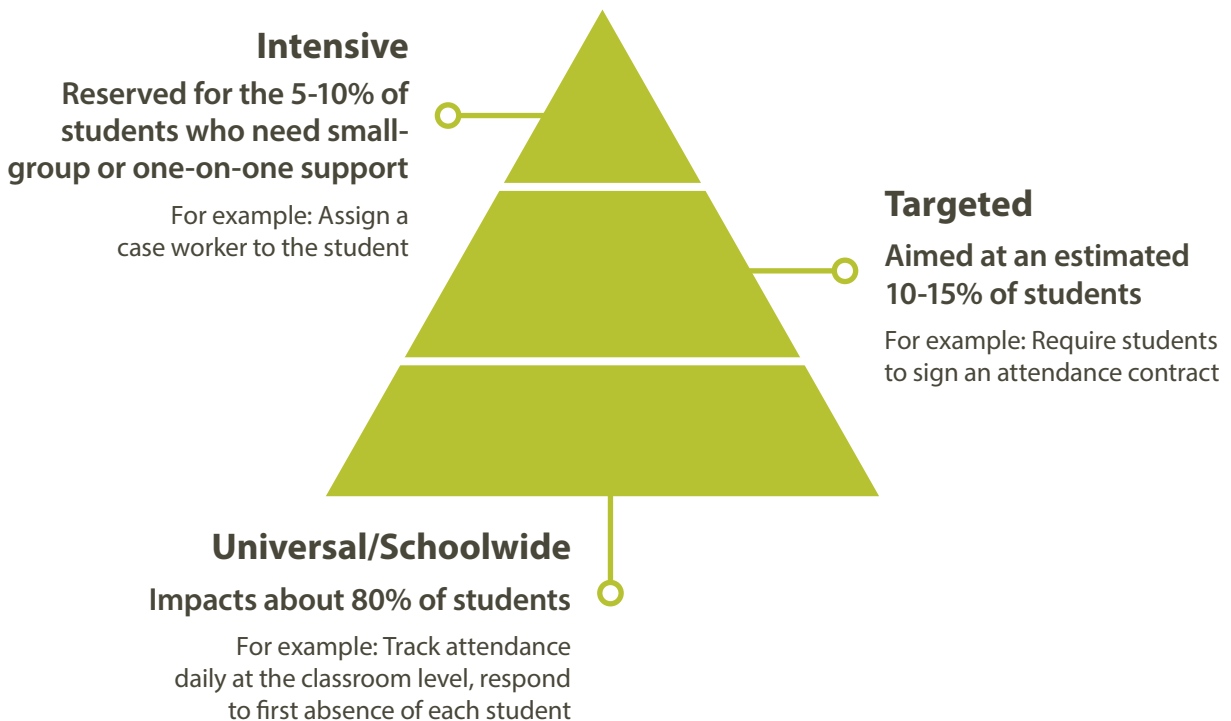 Intensive
Reserved for the 5-10% of
students who need small-
group or one-on-one support
For example: Assign a
case worker to the student
Targeted
Aimed at an estimated
10-15% of students
For example: Require students
to sign an attendance contract
Universal/Schoolwide
Impacts about 80% of students
For example: Track attendance
daily at the classroom level, respond
to first absence of each student